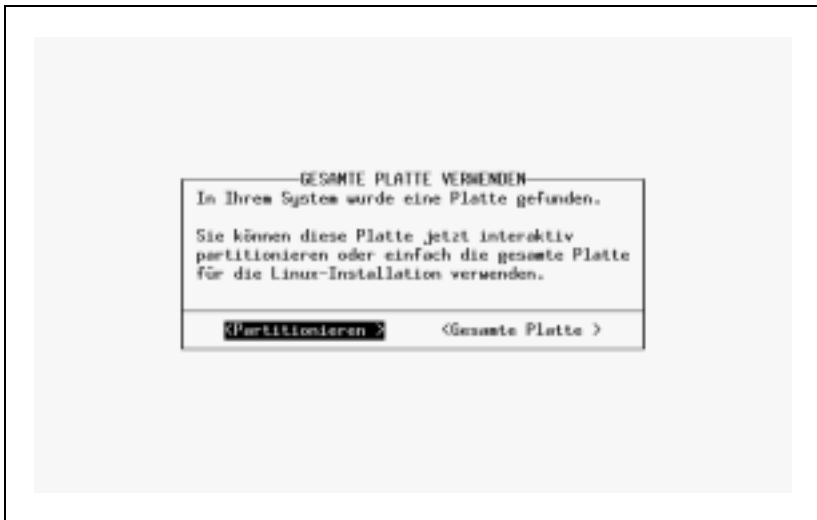 GESAMTE PLATTE VERWENDEN
In Ihrem System wurde eine Platte gefunden.
Sie können diese Platte jetzt interaktiv
partitionieren oder einfach die gesamte Platte
für die Linux-Installation verwenden.
<Partitionieren > <Gesamte Platte >